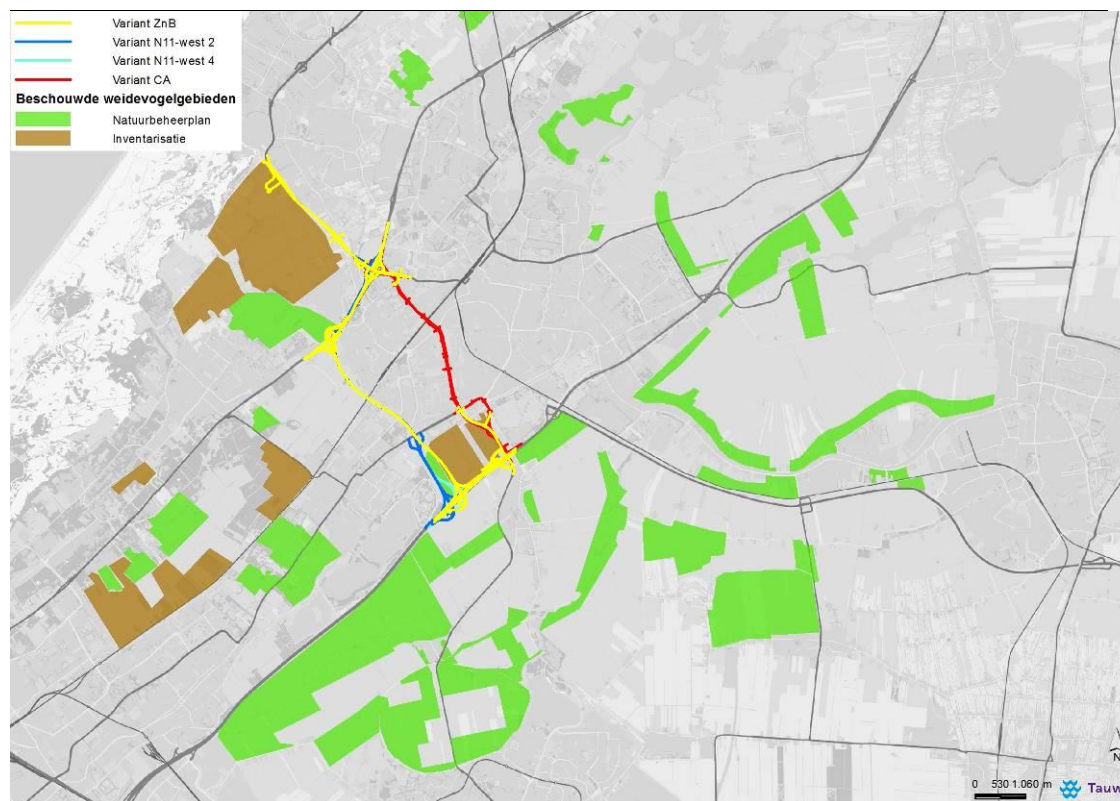 Variant ZnB
Variant N11-west 2
Variant N11-west 4
Variant CA
Beschouwde weidevogelgebieden
Natuurbeheerplan
Inventarisatie
N
0 530 1.060 m